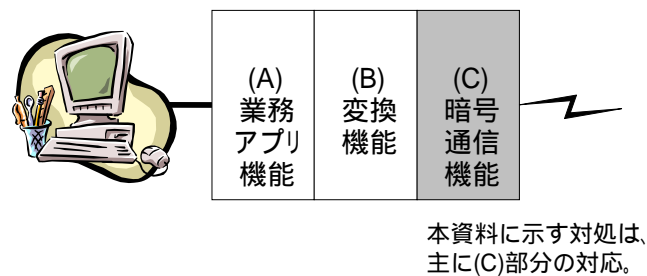 (A)
業務
アプリ
機能
(B)
変換
機能
(C)
暗号
通信
機能
本資料に示す対処は、
主に(C)部分の対応。